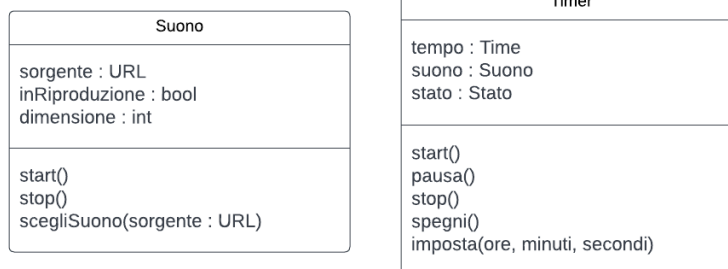 Suono
sorgente : URL
inRiproduzione : bool
dimensione : int
start()
stop()
scegliSuono(sorgente : URL)
Timer
tempo : Time
suono : Suono
stato : Stato
start()
pausa()
stop()
spegni()
imposta(ore, minuti, secondi)